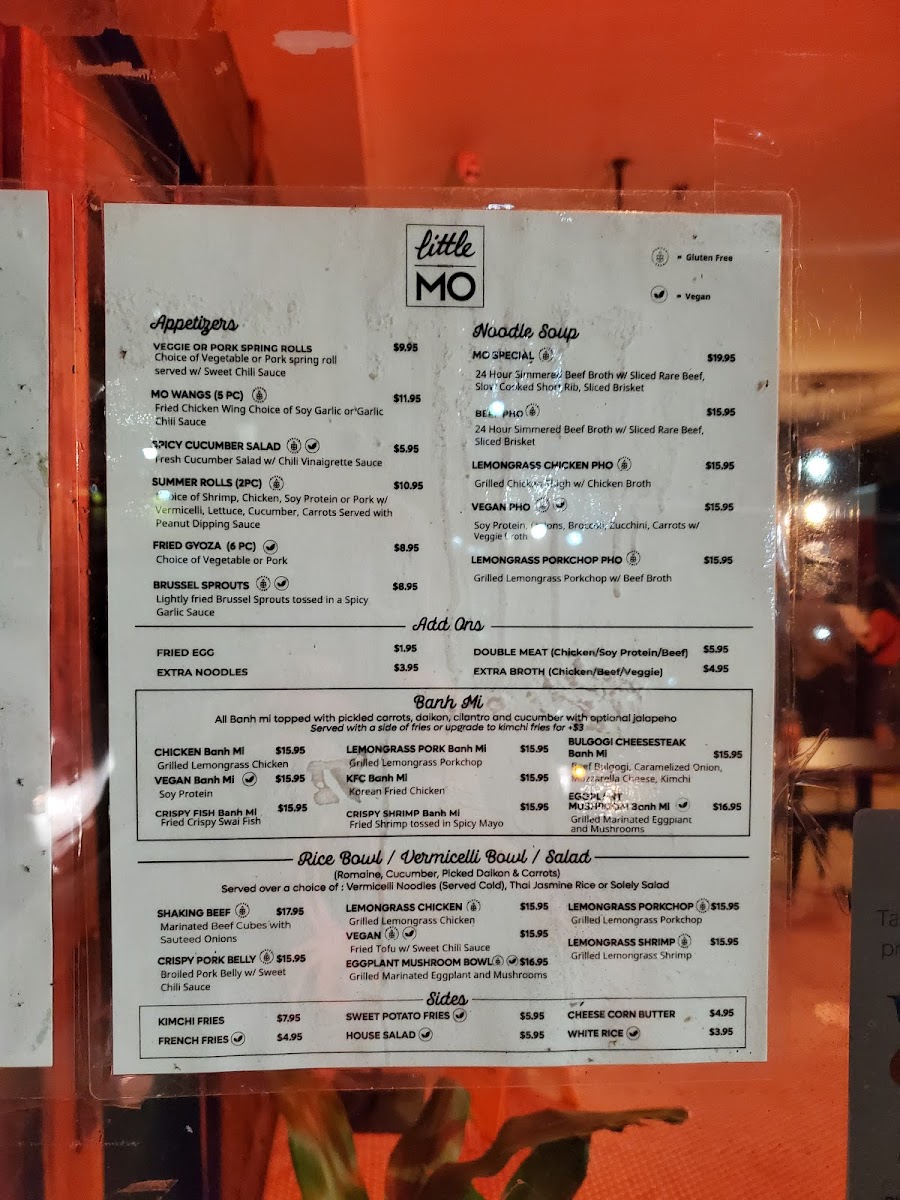 little
MO
= Gluten Free
= Vegan
Appetizers
VEGGIE OR PORK SPRING ROLLS $9.95
Choice of Vegetable or Pork spring roll
served w/ Sweet Chili Sauce
MO WANGS (5 PC) $11.95
Fried Chicken Wing Choice of Soy Garlic or Garlic
Chili Sauce
SPICY CUCUMBER SALAD $5.95
Fresh Cucumber Salad w/ Chili Vinaigrette Sauce
SUMMER ROLLS (2PC) $10.95
Choice of Shrimp, Chicken, Soy Protein or Pork w/
Vermicelli, Lettuce, Cucumber, Carrots Served with
Peanut Dipping Sauce
FRIED GYOZA (6 PC) $8.95
Choice of Vegetable or Pork
BRUSSEL SPROUTS $8.95
Lightly fried Brussel Sprouts tossed in a Spicy
Garlic Sauce
Noodle Soup
MO SPECIAL $19.95
24 Hour Simmered Beef Broth w/ Sliced Rare Beef,
Slow Cooked Short Rib, Sliced Brisket
BEEF PHO $15.95
24 Hour Simmered Beef Broth w/ Sliced Rare Beef,
Sliced Brisket
LEMONGRASS CHICKEN PHO $15.95
Grilled Chicken Thigh w/ Chicken Broth
VEGAN PHO $15.95
Soy Protein, Onions, Broccoli, Zucchini, Carrots w/
Veggie Broth
LEMONGRASS PORKCHOP PHO $15.95
Grilled Lemongrass Porkchop w/ Beef Broth
Add Ons
FRIED EGG $1.95
EXTRA NOODLES $3.95
DOUBLE MEAT (Chicken/Soy Protein/Beef) $5.95
EXTRA BROTH (Chicken/Beef/Veggie) $4.95
Banh Mi
All Banh mi topped with pickled carrots, daikon, cilantro and cucumber with optional jalapeno
Served with a side of fries or upgrade to kimchi fries for +$3
CHICKEN Banh Mi $15.95
Grilled Lemongrass Chicken
VEGAN Banh Mi $15.95
Soy Protein
CRISPY FISH Banh Mi $15.95
Fried Crispy Swai Fish
LEMONGRASS PORK Banh Mi $15.95
Grilled Lemongrass Porkchop
KFC Banh Mi $15.95
Korean Fried Chicken
CRISPY SHRIMP Banh Mi $15.95
Fried Shrimp tossed in Spicy Mayo
BULGOGI CHEESESTEAK
Banh Mi $15.95
Beef Bulgogi, Caramelized Onion,
Mozzarella Cheese, Kimchi
EGGPLANT
MUSHROOM Banh Mi $16.95
Grilled Marinated Eggplant
and Mushrooms
Rice Bowl / Vermicelli Bowl / Salad
(Romaine, Cucumber, Picked Daikon & Carrots)
Served over a choice of : Vermicelli Noodles (Served Cold), Thai Jasmine Rice or Solely Salad
SHAKING BEEF $17.95
Marinated Beef Cubes with
Sauteed Onions
CRISPY PORK BELLY $15.95
Broiled Pork Belly w/ Sweet
Chili Sauce
LEMONGRASS CHICKEN $15.95
Grilled Lemongrass Chicken
VEGAN $15.95
Fried Tofu w/ Sweet Chili Sauce
EGGPLANT MUSHROOM BOWL $16.95
Grilled Marinated Eggplant and Mushrooms
LEMONGRASS PORKCHOP $15.95
Grilled Lemongrass Porkchop
LEMONGRASS SHRIMP $15.95
Grilled Lemongrass Shrimp
Sides
KIMCHI FRIES $7.95
FRENCH FRIES $4.95
SWEET POTATO FRIES $5.95
HOUSE SALAD $5.95
CHEESE CORN BUTTER $4.95
WHITE RICE $3.95